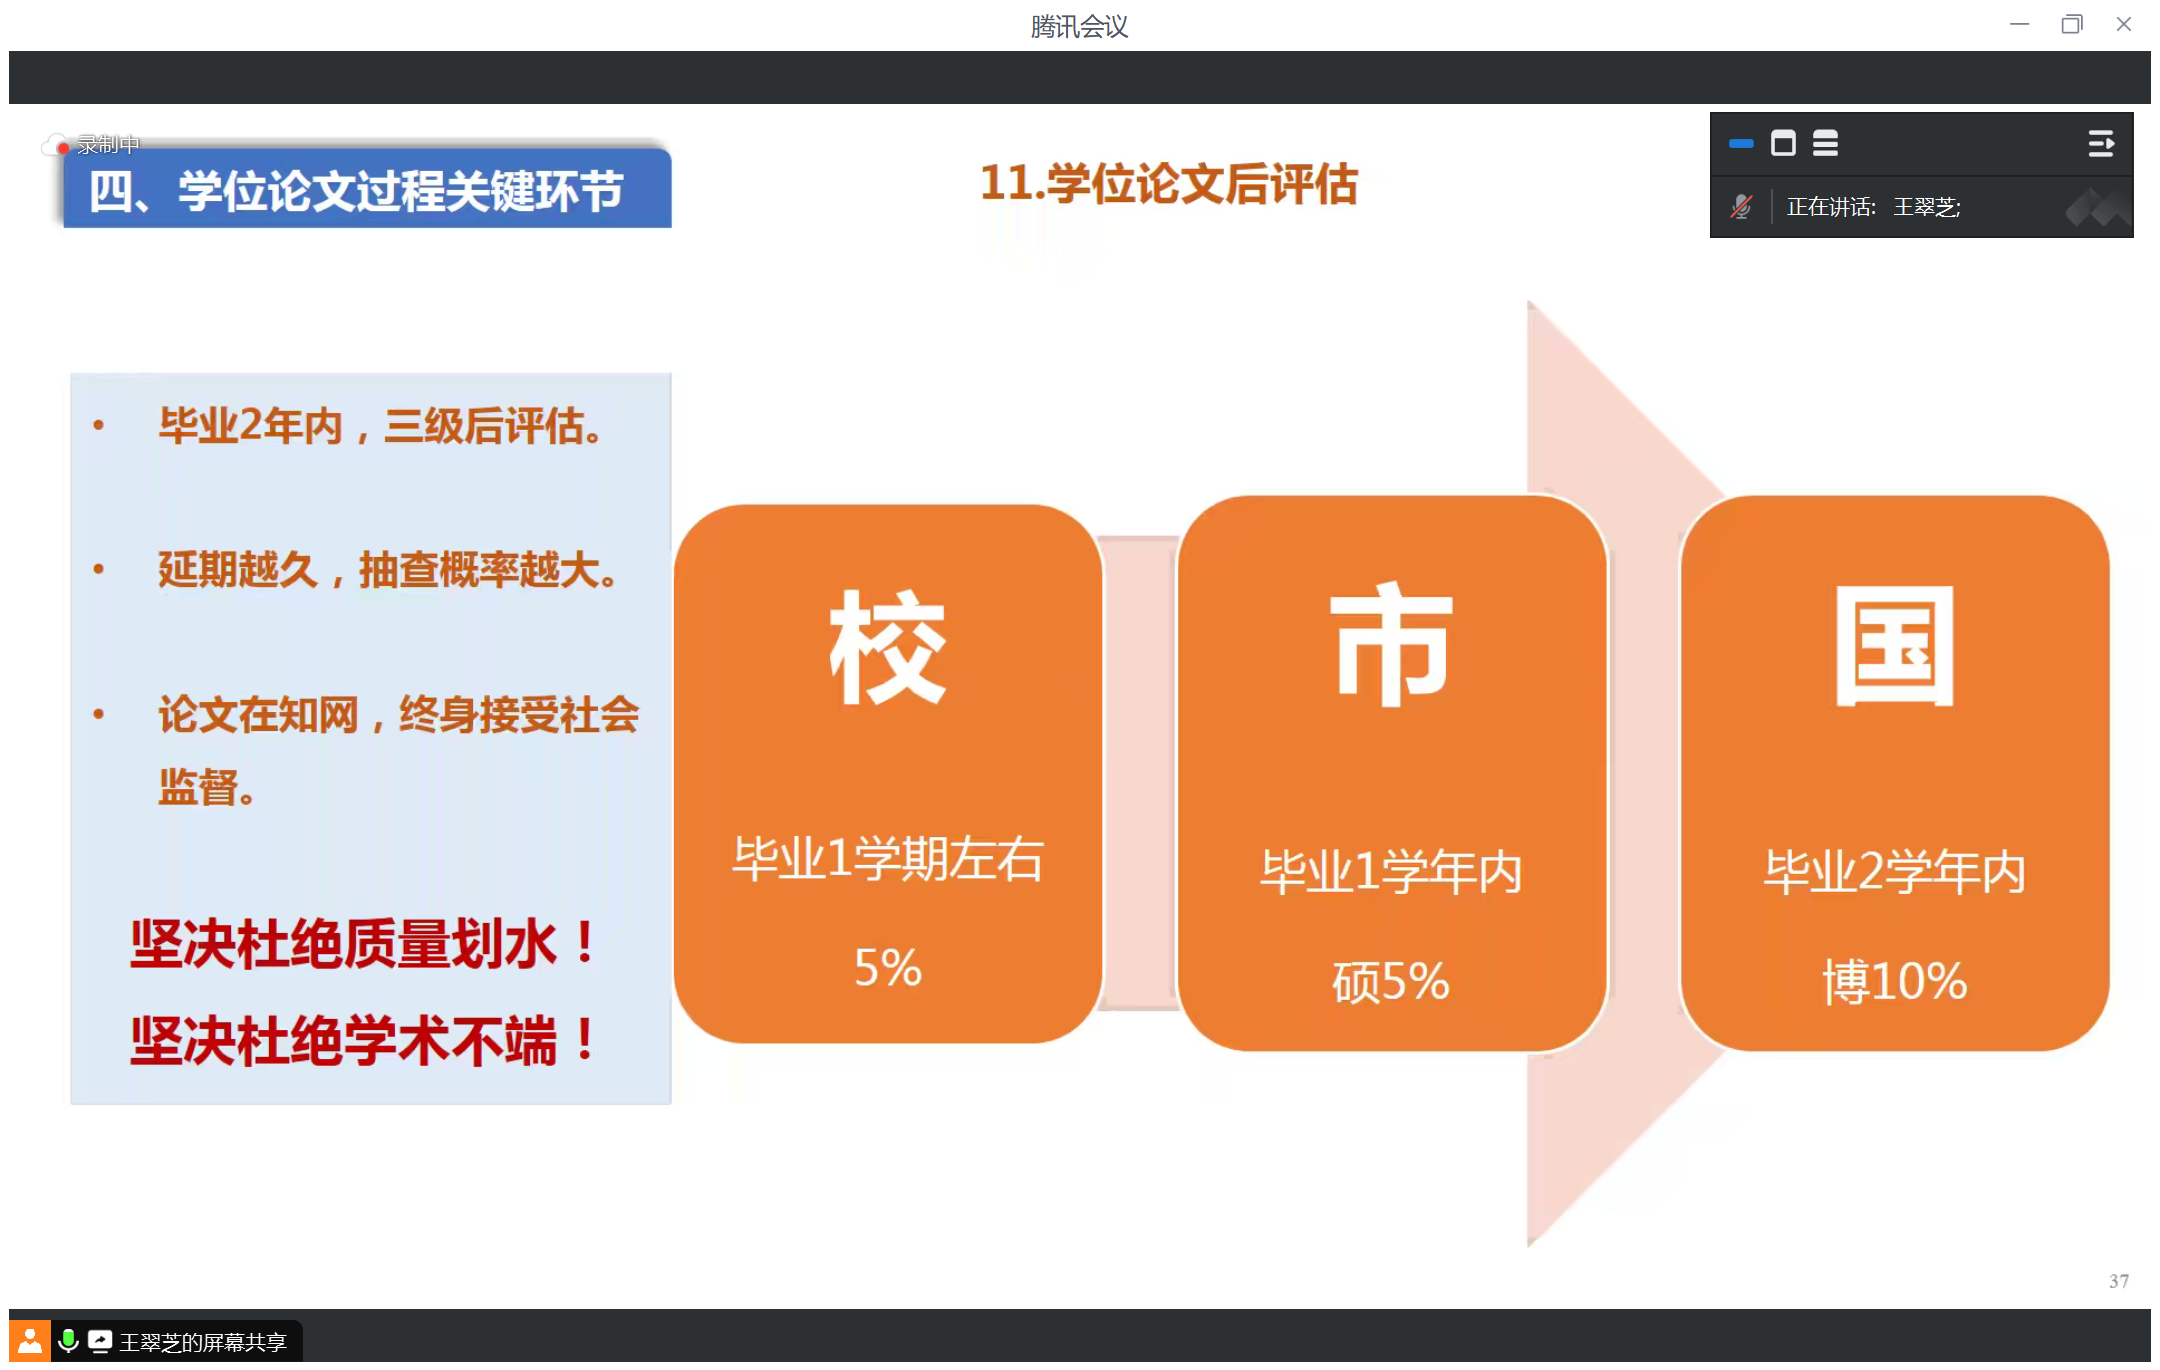 腾讯会议
录制中
四、学位论文过程关键环节
11.学位论文后评估
正在讲话: 王翠芝;
• 毕业2年内，三级后评估。
• 延期越久，抽查概率越大。
• 论文在知网，终身接受社会
监督。
坚决杜绝质量划水！
坚决杜绝学术不端！
校
毕业1学期左右
5%
市
毕业1学年内
硕5%
国
毕业2学年内
博10%
37
王翠芝的屏幕共享